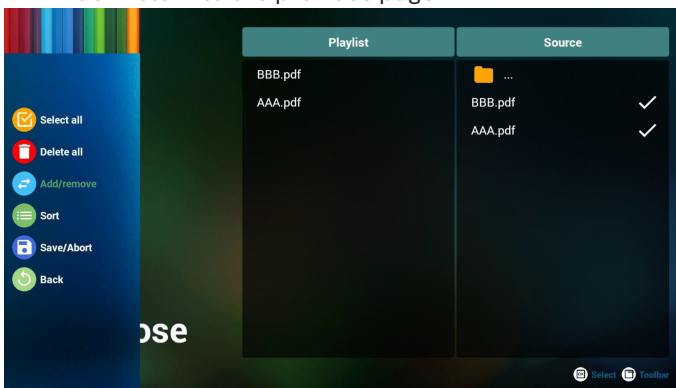 Playlist
Source
BBB.pdf
AAA.pdf
...
BBB.pdf
AAA.pdf
Select all
Delete all
Add/remove
Sort
Save/Abort
Back
ose
OK Select Toolbar